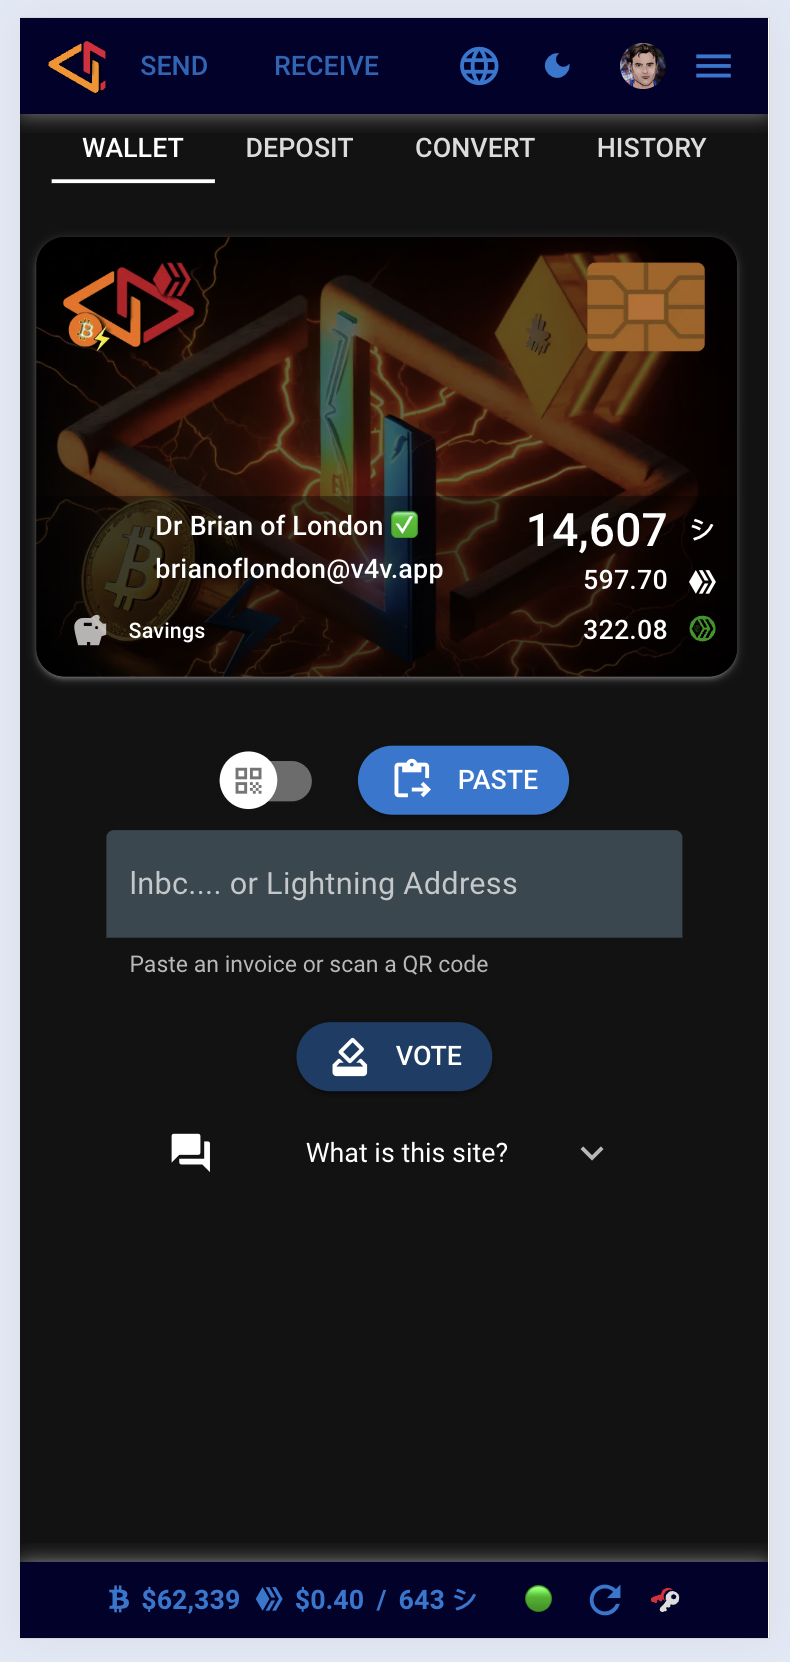 SEND RECEIVE
WALLET DEPOSIT CONVERT HISTORY
Dr Brian of London ✅
14,607 シ
brianoflondon@v4v.app
597.70
Savings
322.08
PASTE
lnbc.... or Lightning Address
Paste an invoice or scan a QR code
VOTE
What is this site?
₿ $62,339 $0.40 / 643 シ